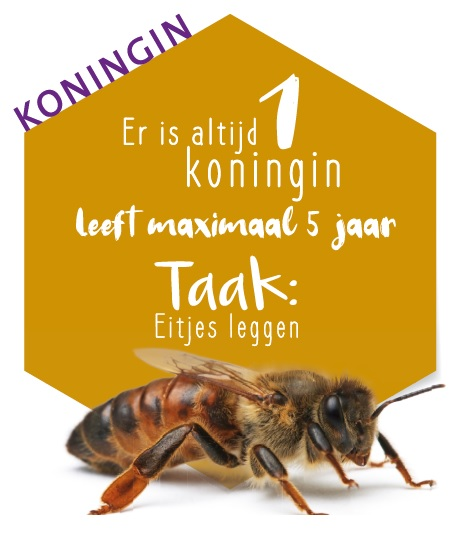 KONINGIN
Er is altijd 1
koningin
Leeft maximaal 5 jaar
Taak:
Eitjes leggen